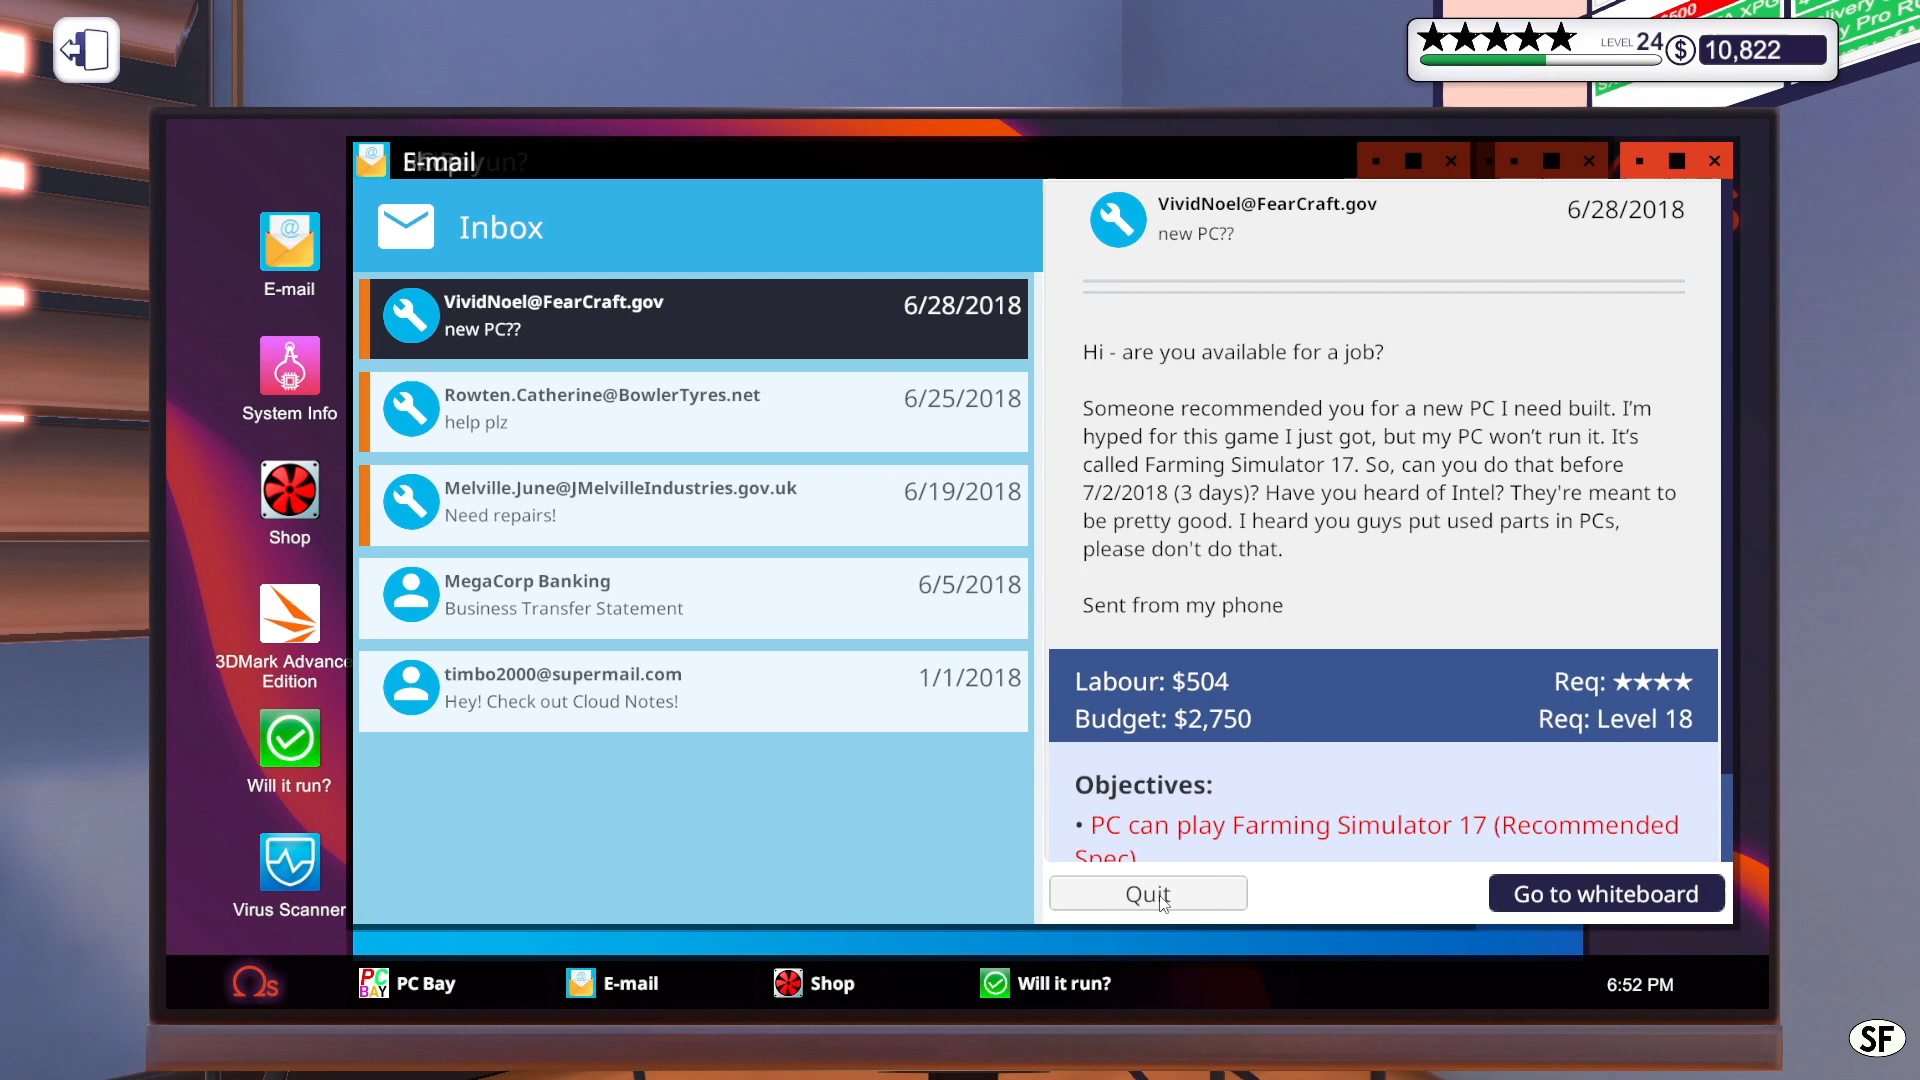 LEVEL 24
$ 10,822
E-mail
Inbox
VividNoel@FearCraft.gov
6/28/2018
new PC??
Rowten.Catherine@BowlerTyres.net
6/25/2018
help plz
Melville.June@JMelvilleIndustries.gov.uk
6/19/2018
Need repairs!
MegaCorp Banking
6/5/2018
Business Transfer Statement
timbo2000@supermail.com
1/1/2018
Hey! Check out Cloud Notes!
VividNoel@FearCraft.gov
6/28/2018
new PC??
Hi - are you available for a job?
Someone recommended you for a new PC I need built. I'm
hyped for this game I just got, but my PC won't run it. It's
called Farming Simulator 17. So, can you do that before
7/2/2018 (3 days)? Have you heard of Intel? They're meant to
be pretty good. I heard you guys put used parts in PCs,
please don't do that.
Sent from my phone
Labour: $504
Req: ★★★★
Budget: $2,750
Req: Level 18
Objectives:
• PC can play Farming Simulator 17 (Recommended
Spec)
Quit
Go to whiteboard
E-mail
System Info
Shop
3DMark Advance
Edition
Will it run?
Virus Scanner
Ωs
PC BAY
PC Bay
E-mail
Shop
Will it run?
6:52 PM
SF